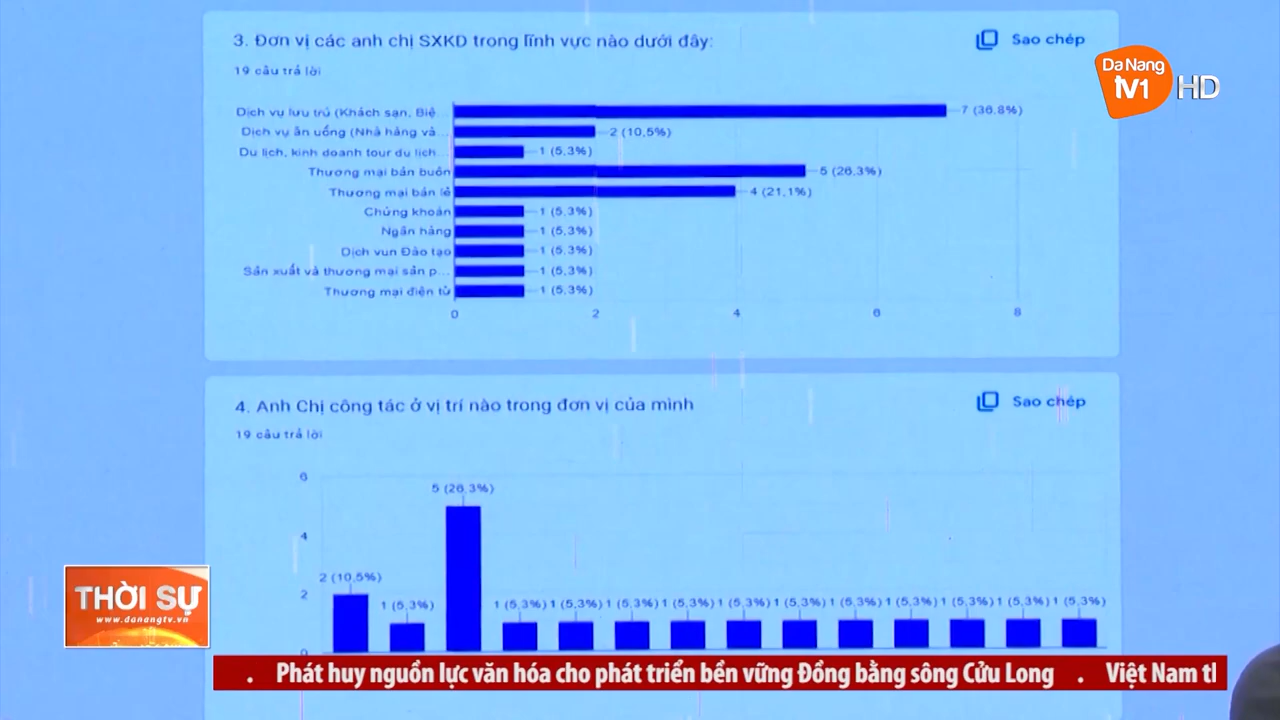 3. Đơn vị các anh chị SXKD trong lĩnh vực nào dưới đây:
Sao chép
19 câu trả lời
Da Nang
tv1 HD
Dịch vụ lưu trú (Khách sạn, Biệ... 7 (36,8%)
Dịch vụ ăn uống (Nhà hàng và... 2 (10,5%)
Du lịch, kinh doanh tour du lịch... 1 (5,3%)
Thương mại bán buôn 5 (26,3%)
Thương mại bán lẻ 4 (21,1%)
Chứng khoán 1 (5,3%)
Ngân hàng 1 (5,3%)
Dịch vun Đào tạo 1 (5,3%)
Sản xuất và thương mại sản p... 1 (5,3%)
Thương mại điện tử 1 (5,3%)
0 2 4 6 8
4. Anh Chị công tác ở vị trí nào trong đơn vị của mình
Sao chép
19 câu trả lời
6
5 (26,3%)
4
2 (10,5%)
2
1 (5,3%) 1 (5,3%) 1 (5,3%) 1 (5,3%) 1 (5,3%) 1 (5,3%) 1 (5,3%) 1 (5,3%) 1 (5,3%) 1 (5,3%) 1 (5,3%) 1 (5,3%)
0
THỜI SỰ
www.danangtv.vn
. Phát huy nguồn lực văn hóa cho phát triển bền vững Đồng bằng sông Cửu Long . Việt Nam